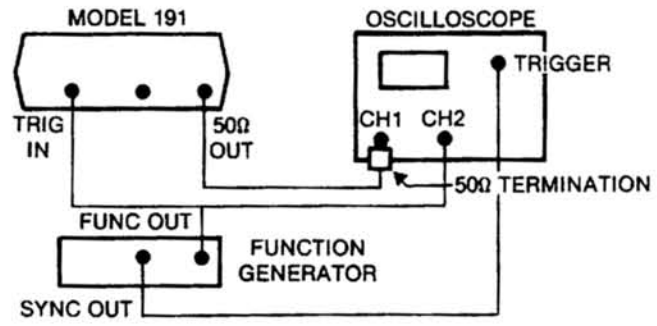 MODEL 191
OSCILLOSCOPE
TRIGGER
TRIG
IN
50Ω
OUT
CH1
CH2
50Ω TERMINATION
FUNC OUT
FUNCTION
GENERATOR
SYNC OUT